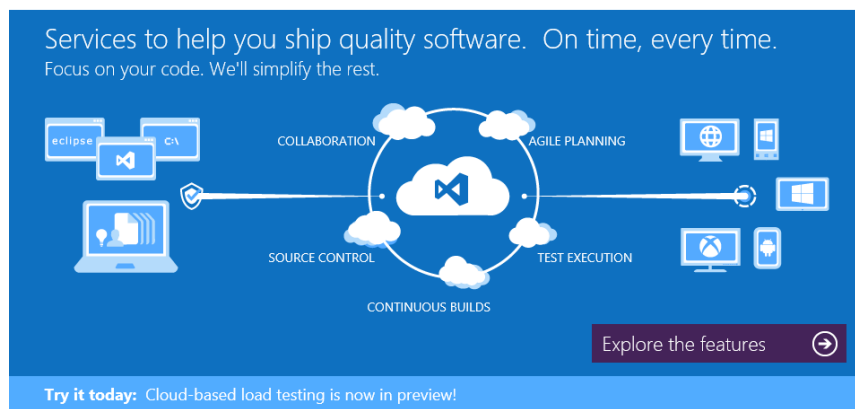 Services to help you ship quality software.  On time, every time.
Focus on your code. We'll simplify the rest.
eclipse
C:\
COLLABORATION
AGILE PLANNING
SOURCE CONTROL
TEST EXECUTION
CONTINUOUS BUILDS
Explore the features
Try it today: Cloud-based load testing is now in preview!